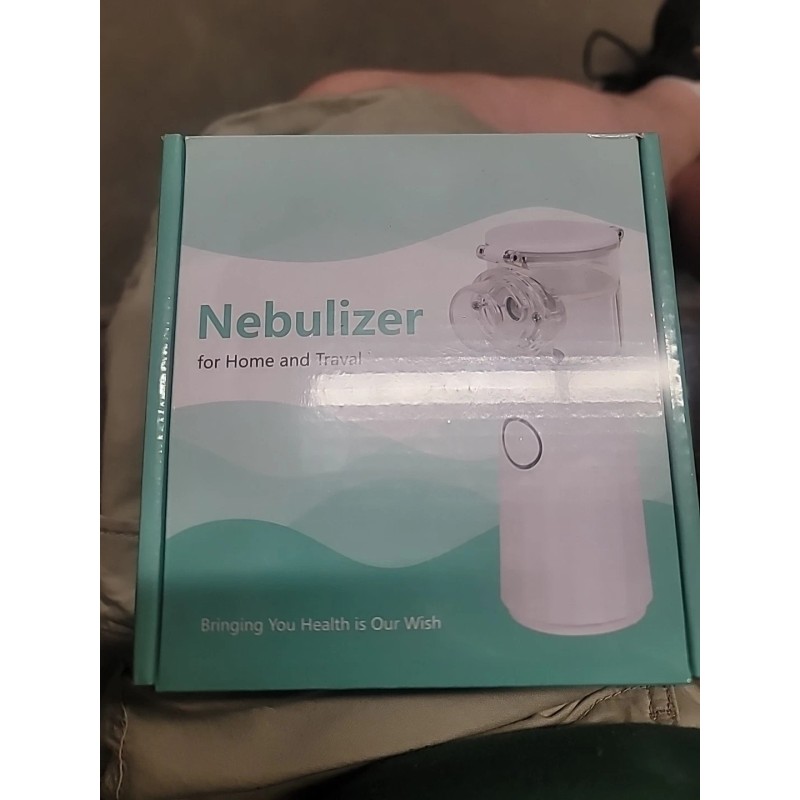 Nebulizer
for Home and Traval
Bringing You Health is Our Wish